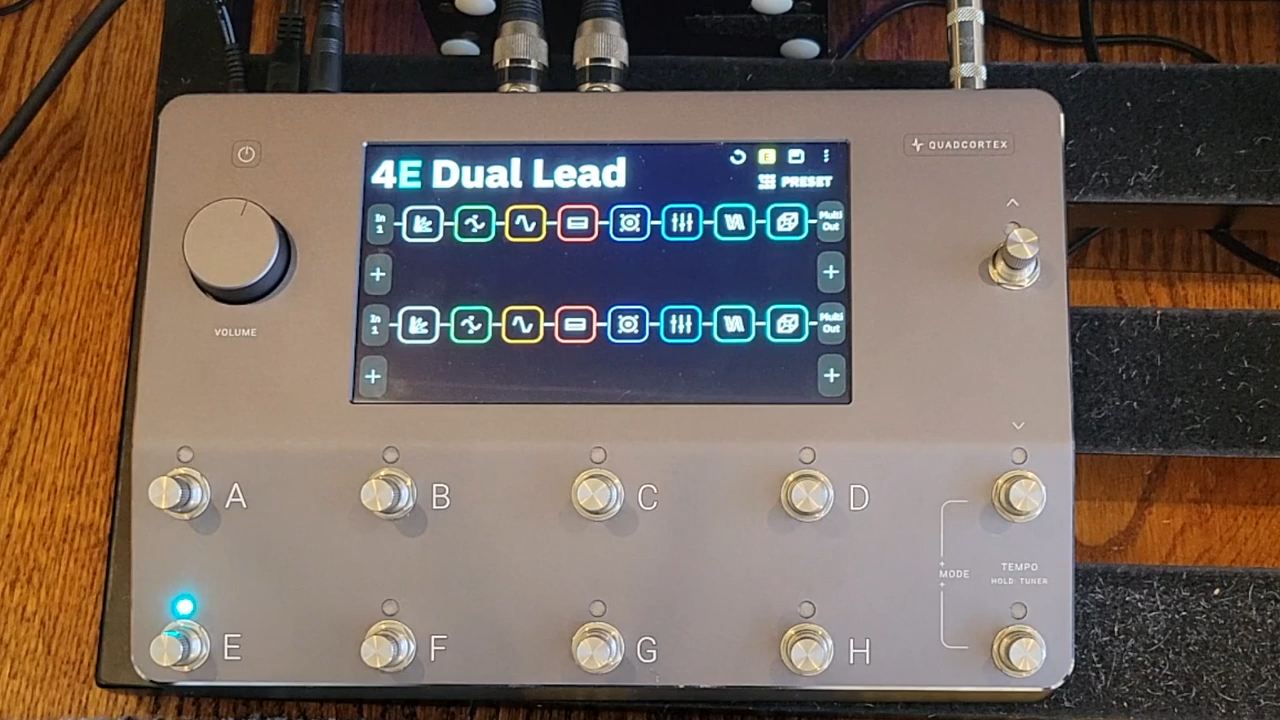 QUADCORTEX
4E Dual Lead
E
PRESET
In 1
Multi Out
+
+
In 1
Multi Out
+
+
VOLUME
A
B
C
D
+ MODE +
TEMPO
HOLD TUNER
E
F
G
H